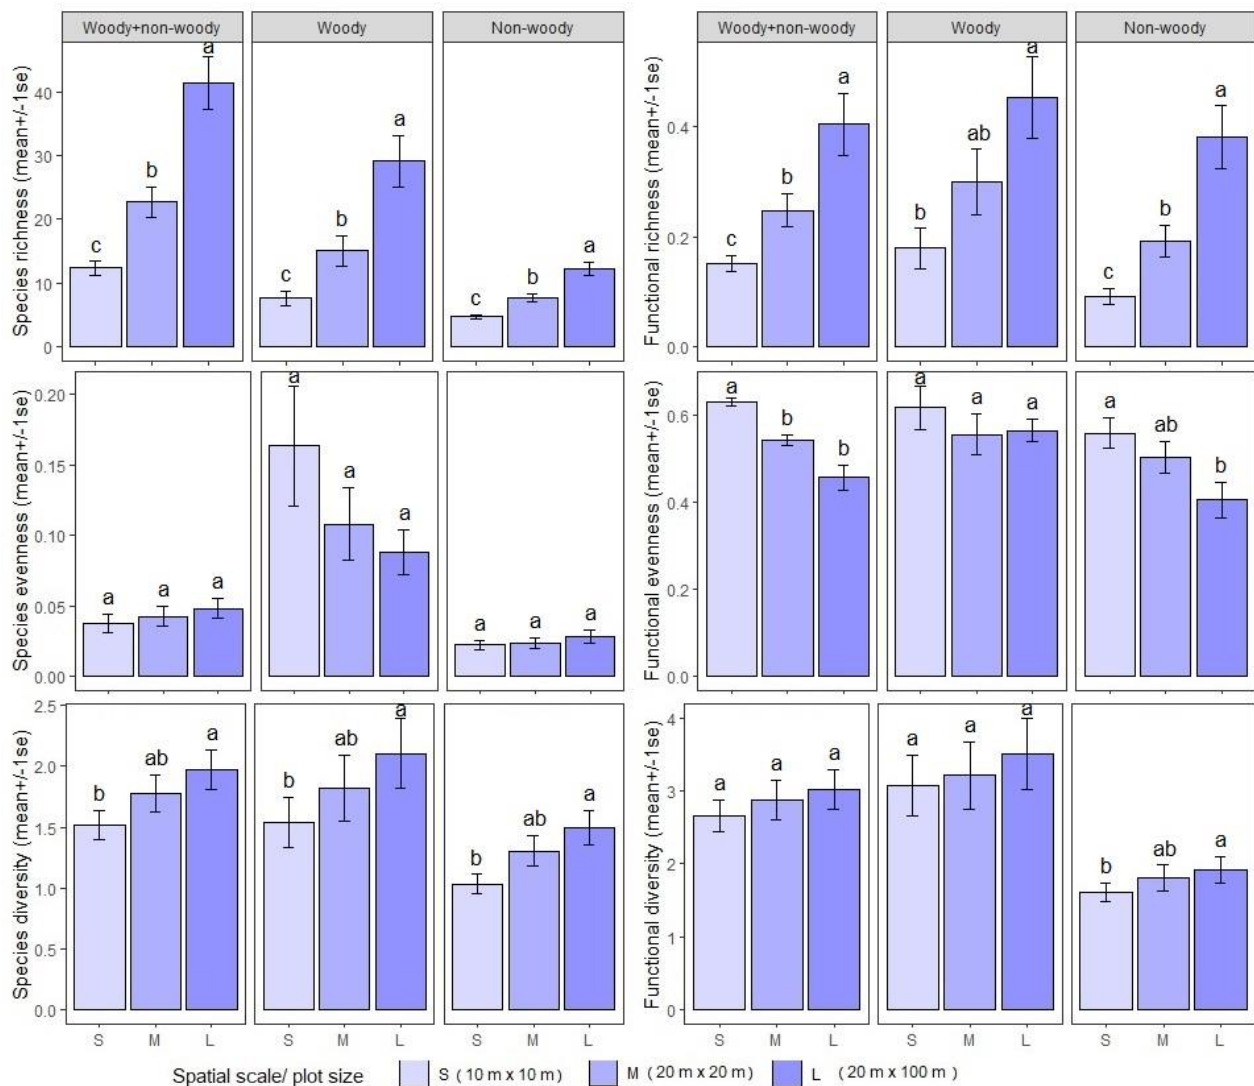 Woody+non-woody Woody Non-woody Woody+non-woody Woody Non-woody
Species richness (mean+/-1se)
40
30
20
10
0
c b a
c b a
c b a
Functional richness (mean+/-1se)
0.4
0.2
0.0
c b a
b ab a
c b a
Species evenness (mean+/-1se)
0.20
0.15
0.10
0.05
0.00
a a a
a a a
a a a
Functional evenness (mean+/-1se)
0.6
0.4
0.2
0.0
a b b
a a a
a ab b
Species diversity (mean+/-1se)
2.5
2.0
1.5
1.0
0.5
0.0
b ab a
b ab a
b ab a
Functional diversity (mean+/-1se)
4
3
2
1
0
a a a
a a a
b ab a
S M L S M L S M L S M L S M L S M L
Spatial scale/ plot size S ( 10 m x 10 m ) M ( 20 m x 20 m ) L ( 20 m x 100 m )